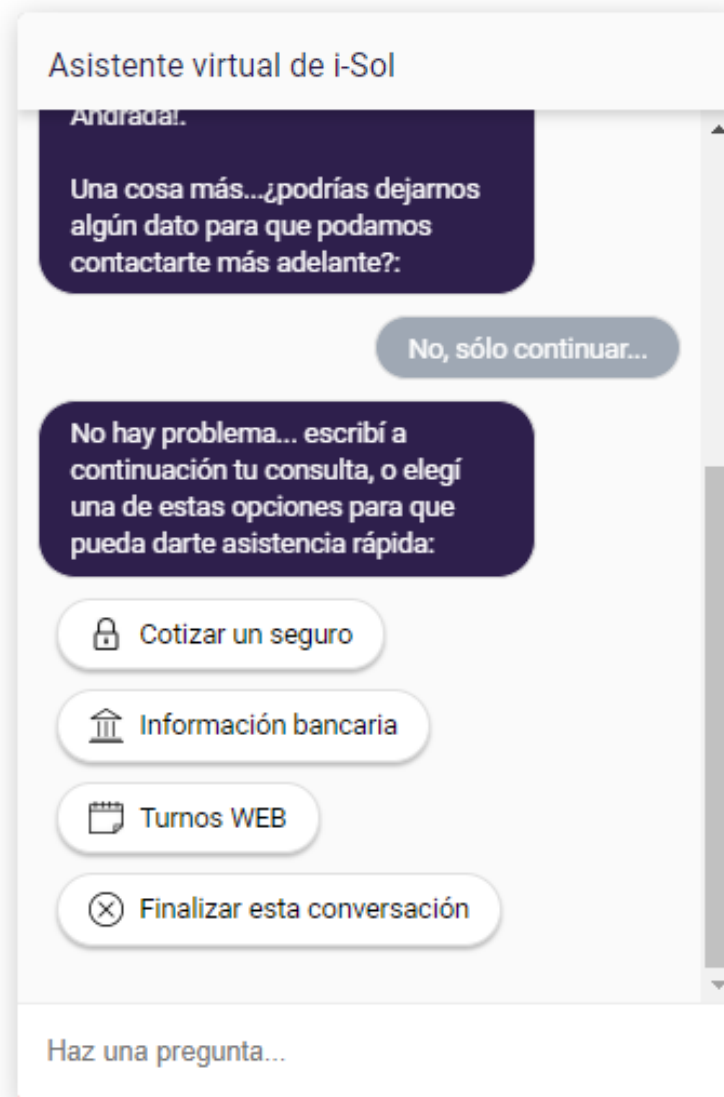 Asistente virtual de i-Sol
Andrada!.
Una cosa más...¿podrías dejarnos
algún dato para que podamos
contactarte más adelante?:
No, sólo continuar...
No hay problema... escribí a
continuación tu consulta, o elegí
una de estas opciones para que
pueda darte asistencia rápida:
Cotizar un seguro
Información bancaria
Turnos WEB
Finalizar esta conversación
Haz una pregunta...